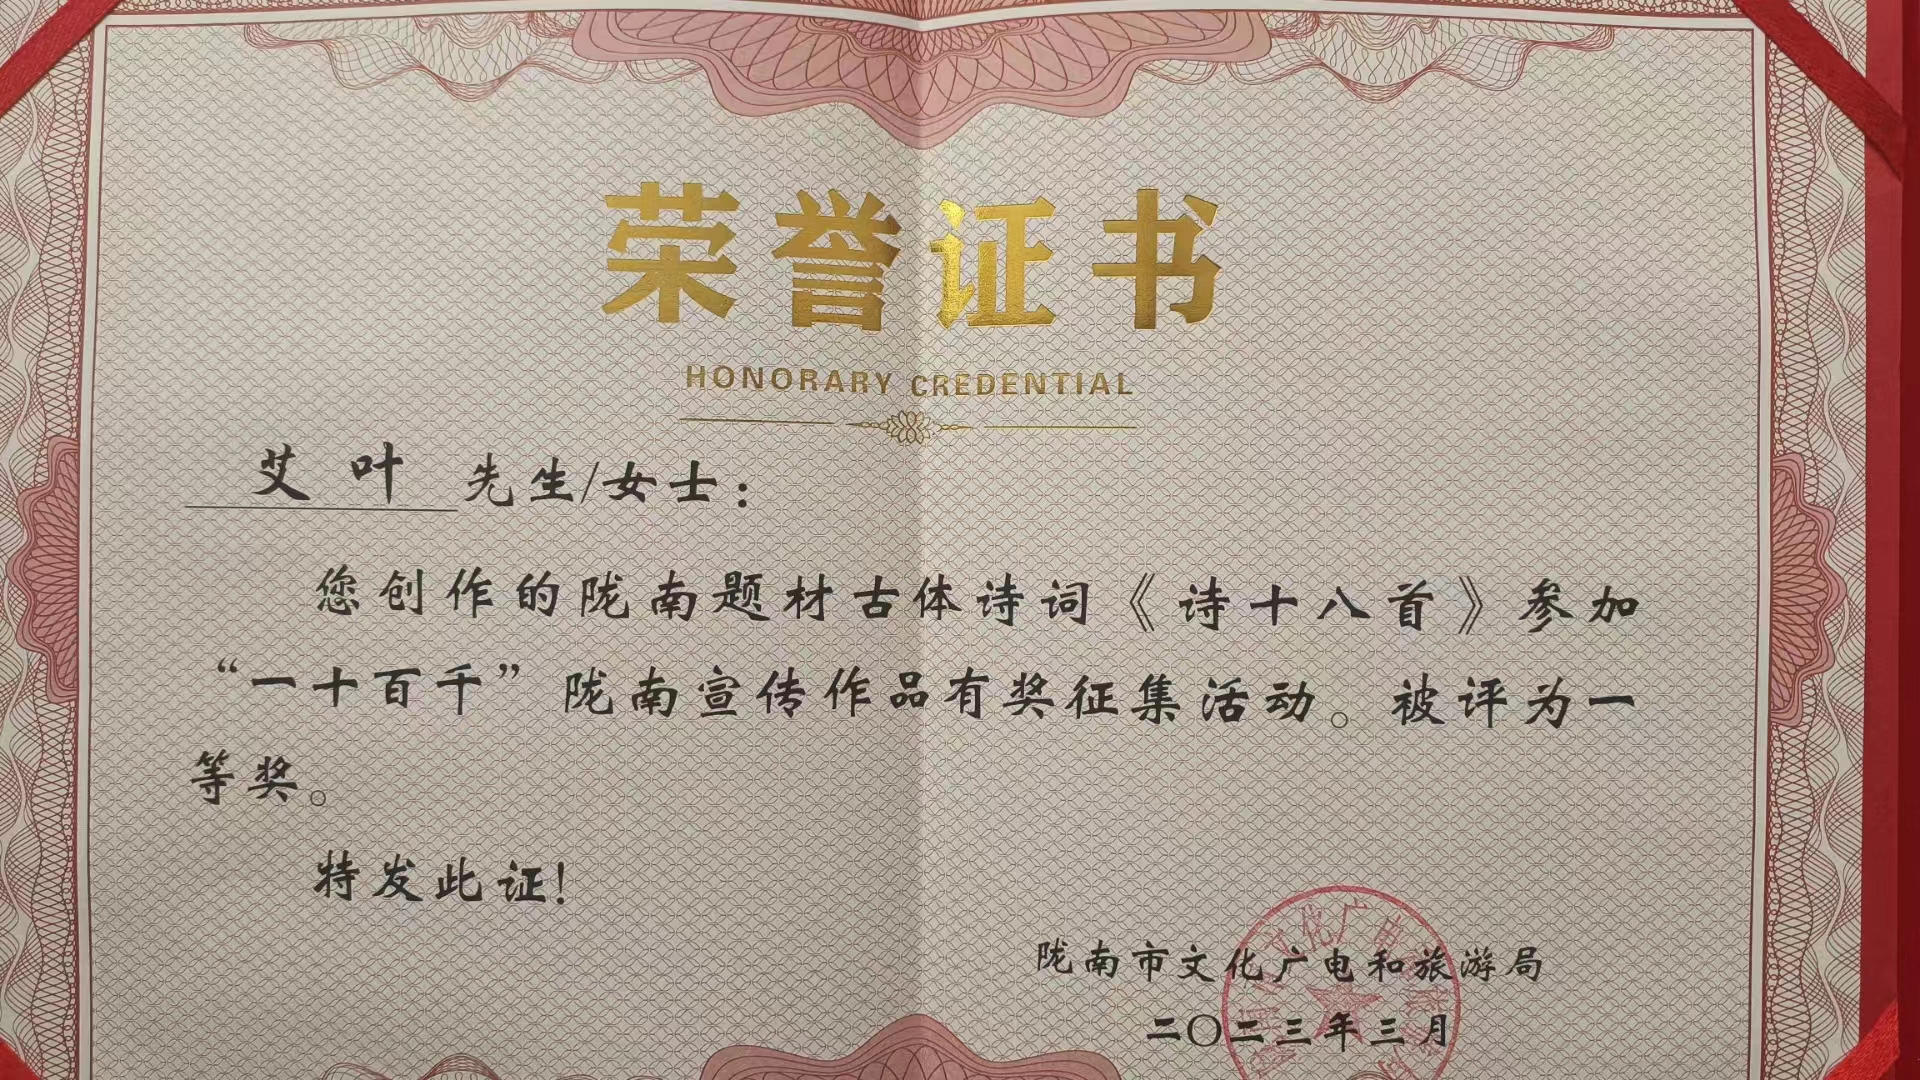 荣誉证书
HONORARY CREDENTIAL
艾叶 先生/女士：
您创作的陇南题材古体诗词《诗十八首》参加
“一十百千”陇南宣传作品有奖征集活动。被评为一
等奖。
特发此证！
陇南市文化广电和旅游局
二〇二三年三月